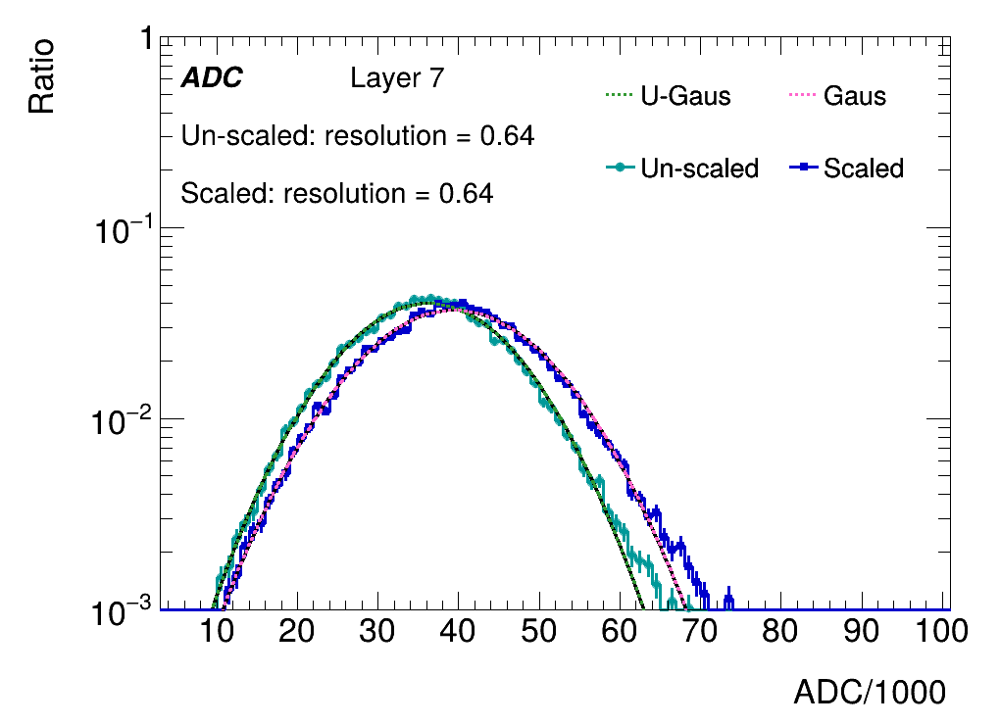 Ratio
ADC Layer 7
Un-scaled: resolution = 0.64
Scaled: resolution = 0.64
U-Gaus Gaus
Un-scaled Scaled
1
10⁻¹
10⁻²
10⁻³
10 20 30 40 50 60 70 80 90 100
ADC/1000